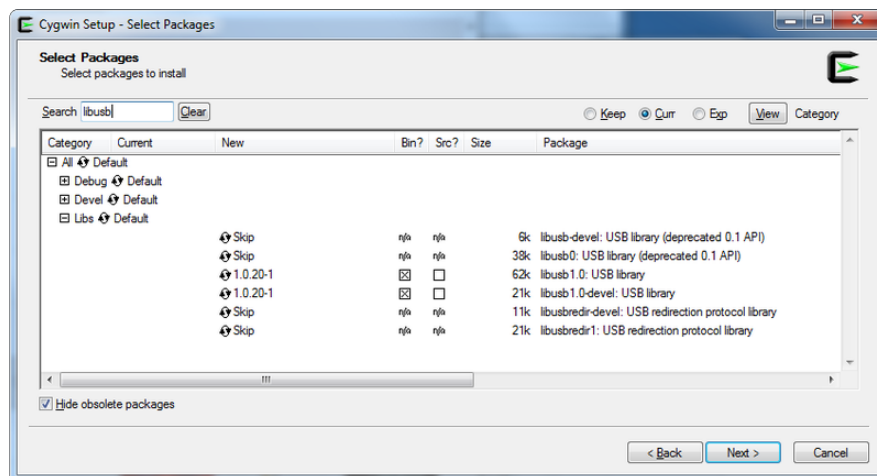 Cygwin Setup - Select Packages
Select Packages
Select packages to install
Search libusb Clear Keep Curr Exp View Category
Category Current New Bin? Src? Size Package
All Default
Debug Default
Devel Default
Libs Default
Skip n/a n/a 6k libusb-devel: USB library (deprecated 0.1 API)
Skip n/a n/a 38k libusb0: USB library (deprecated 0.1 API)
1.0.20-1 62k libusb1.0: USB library
1.0.20-1 21k libusb1.0-devel: USB library
Skip n/a n/a 11k libusbredir-devel: USB redirection protocol library
Skip n/a n/a 21k libusbredir1: USB redirection protocol library
Hide obsolete packages
< Back Next > Cancel